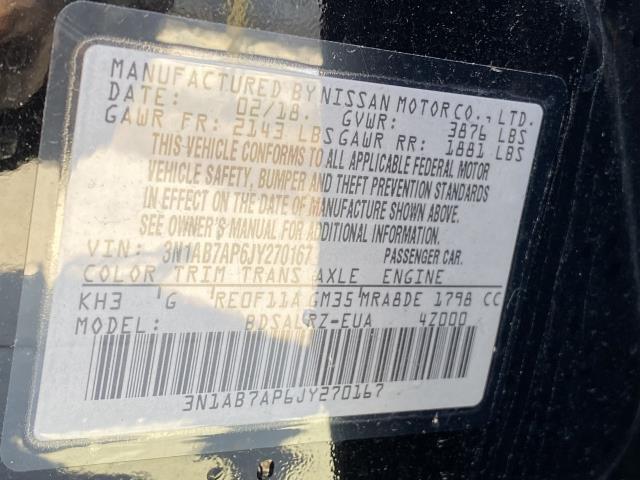 MANUFACTURED BY NISSAN MOTOR CO., LTD.
DATE: 02/18. GVWR: 3876 LBS
GAWR FR: 2143 LBS GAWR RR: 1881 LBS
THIS VEHICLE CONFORMS TO ALL APPLICABLE FEDERAL MOTOR
VEHICLE SAFETY, BUMPER AND THEFT PREVENTION STANDARDS
IN EFFECT ON THE DATE OF MANUFACTURE SHOWN ABOVE.
SEE OWNER'S MANUAL FOR ADDITIONAL INFORMATION.
VIN: 3N1AB7AP6JY270167 PASSENGER CAR.
COLOR TRIM TRANS AXLE ENGINE
KH3 G RE0F11A GM35 MRA8DE 1798 CC
MODEL: BDSALRZ-EUA 4Z000
3N1AB7AP6JY270167